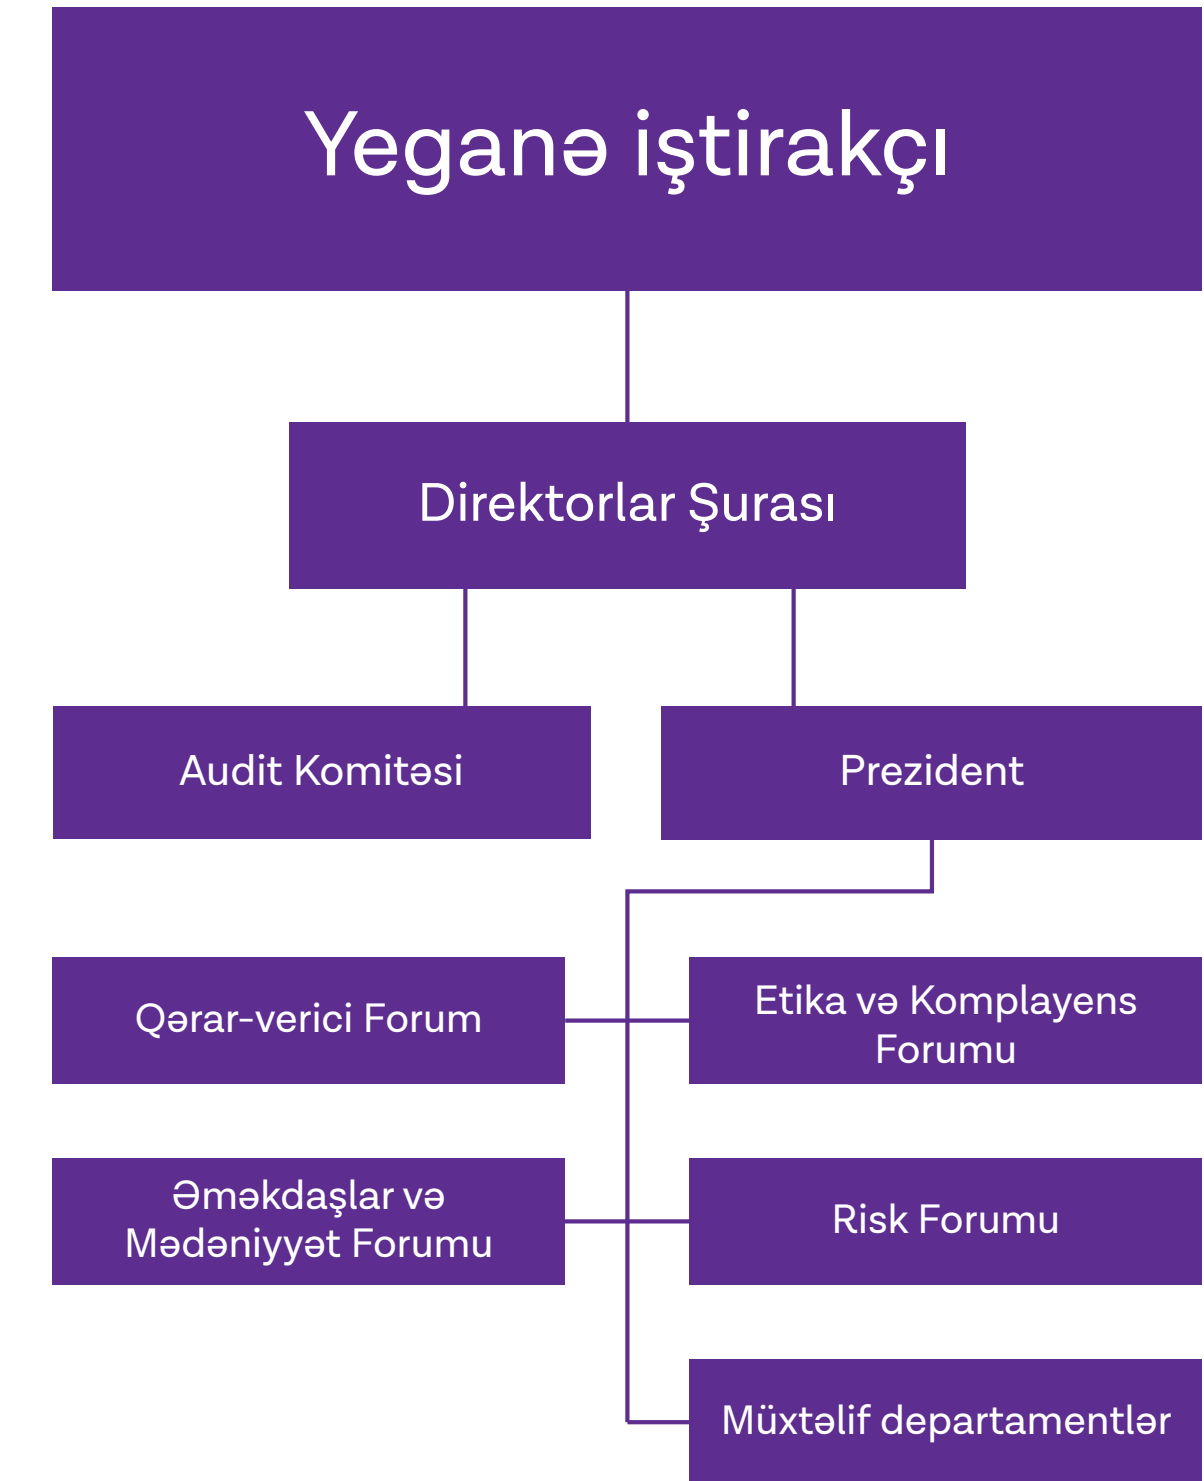 Yeganə iştirakçı
Direktorlar Şurası
Audit Komitəsi
Prezident
Qərar-verici Forum
Etika və Komplayens
Forumu
Əməkdaşlar və
Mədəniyyət Forumu
Risk Forumu
Müxtəlif departamentlər